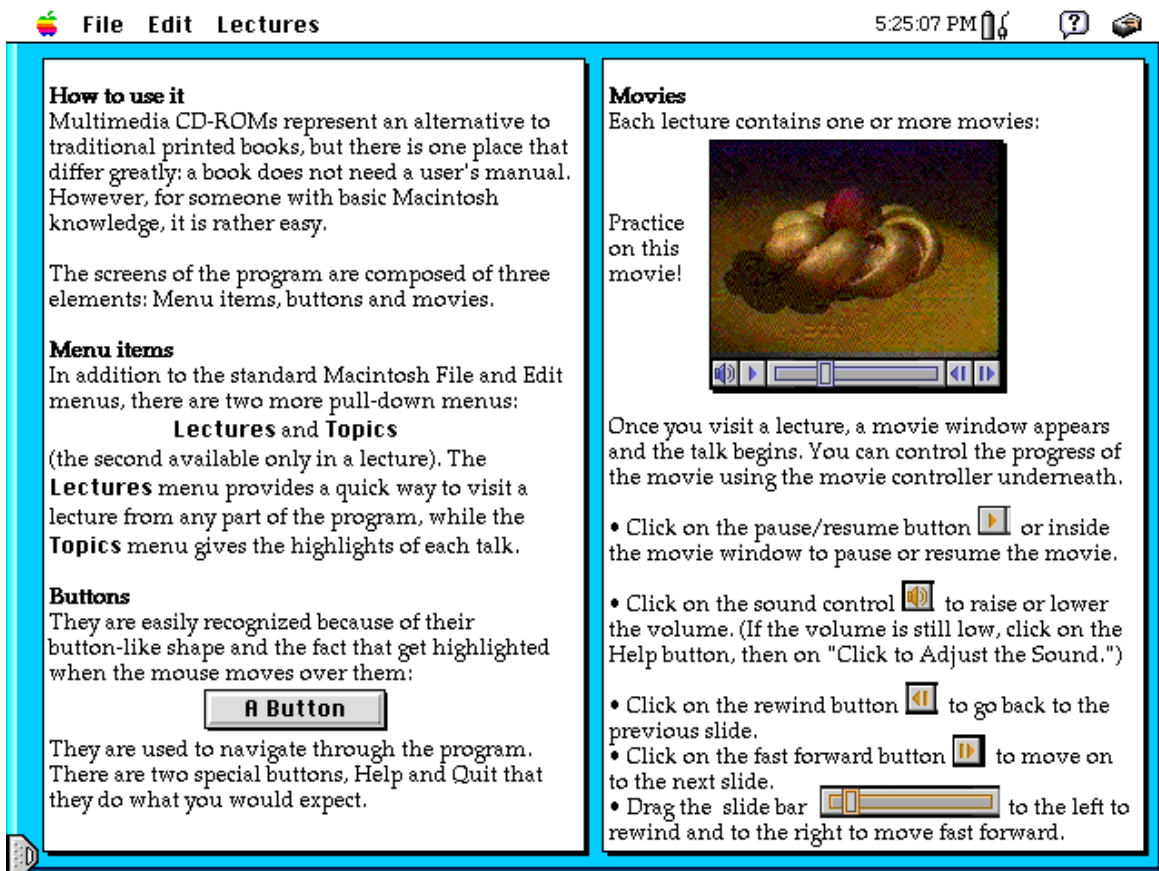 File Edit Lectures
5:25:07 PM
How to use it
Multimedia CD-ROMs represent an alternative to
traditional printed books, but there is one place that
differ greatly: a book does not need a user's manual.
However, for someone with basic Macintosh
knowledge, it is rather easy.
The screens of the program are composed of three
elements: Menu items, buttons and movies.
Menu items
In addition to the standard Macintosh File and Edit
menus, there are two more pull-down menus:
Lectures and Topics
(the second available only in a lecture). The
Lectures menu provides a quick way to visit a
lecture from any part of the program, while the
Topics menu gives the highlights of each talk.
Buttons
They are easily recognized because of their
button-like shape and the fact that get highlighted
when the mouse moves over them:
A Button
They are used to navigate through the program.
There are two special buttons, Help and Quit that
they do what you would expect.
Movies
Each lecture contains one or more movies:
Practice
on this
movie!
Once you visit a lecture, a movie window appears
and the talk begins. You can control the progress of
the movie using the movie controller underneath.
• Click on the pause/resume button or inside
the movie window to pause or resume the movie.
• Click on the sound control to raise or lower
the volume. (If the volume is still low, click on the
Help button, then on "Click to Adjust the Sound.")
• Click on the rewind button to go back to the
previous slide.
• Click on the fast forward button to move on
to the next slide.
• Drag the slide bar to the left to
rewind and to the right to move fast forward.